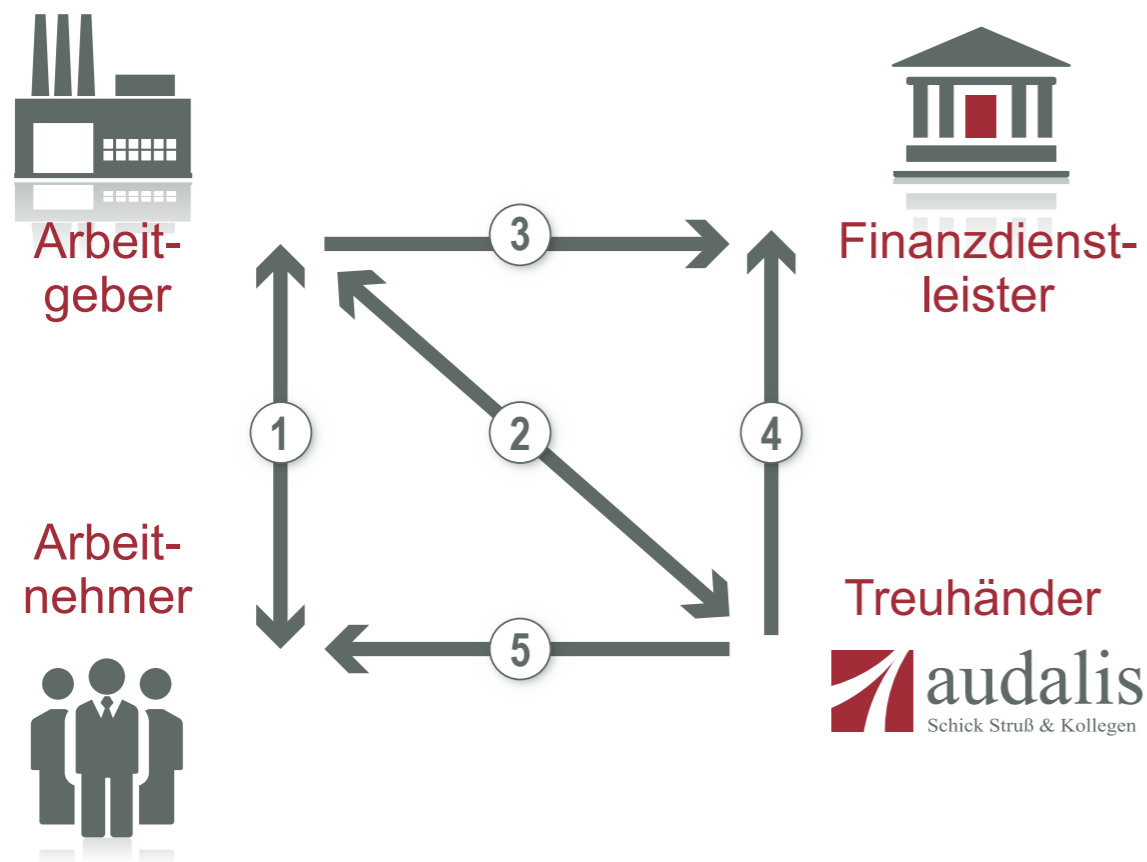 Arbeit-
geber
3
Finanzdienst-
leister
1
2
4
Arbeit-
nehmer
5
Treuhänder
audalis
Schick Struß & Kollegen